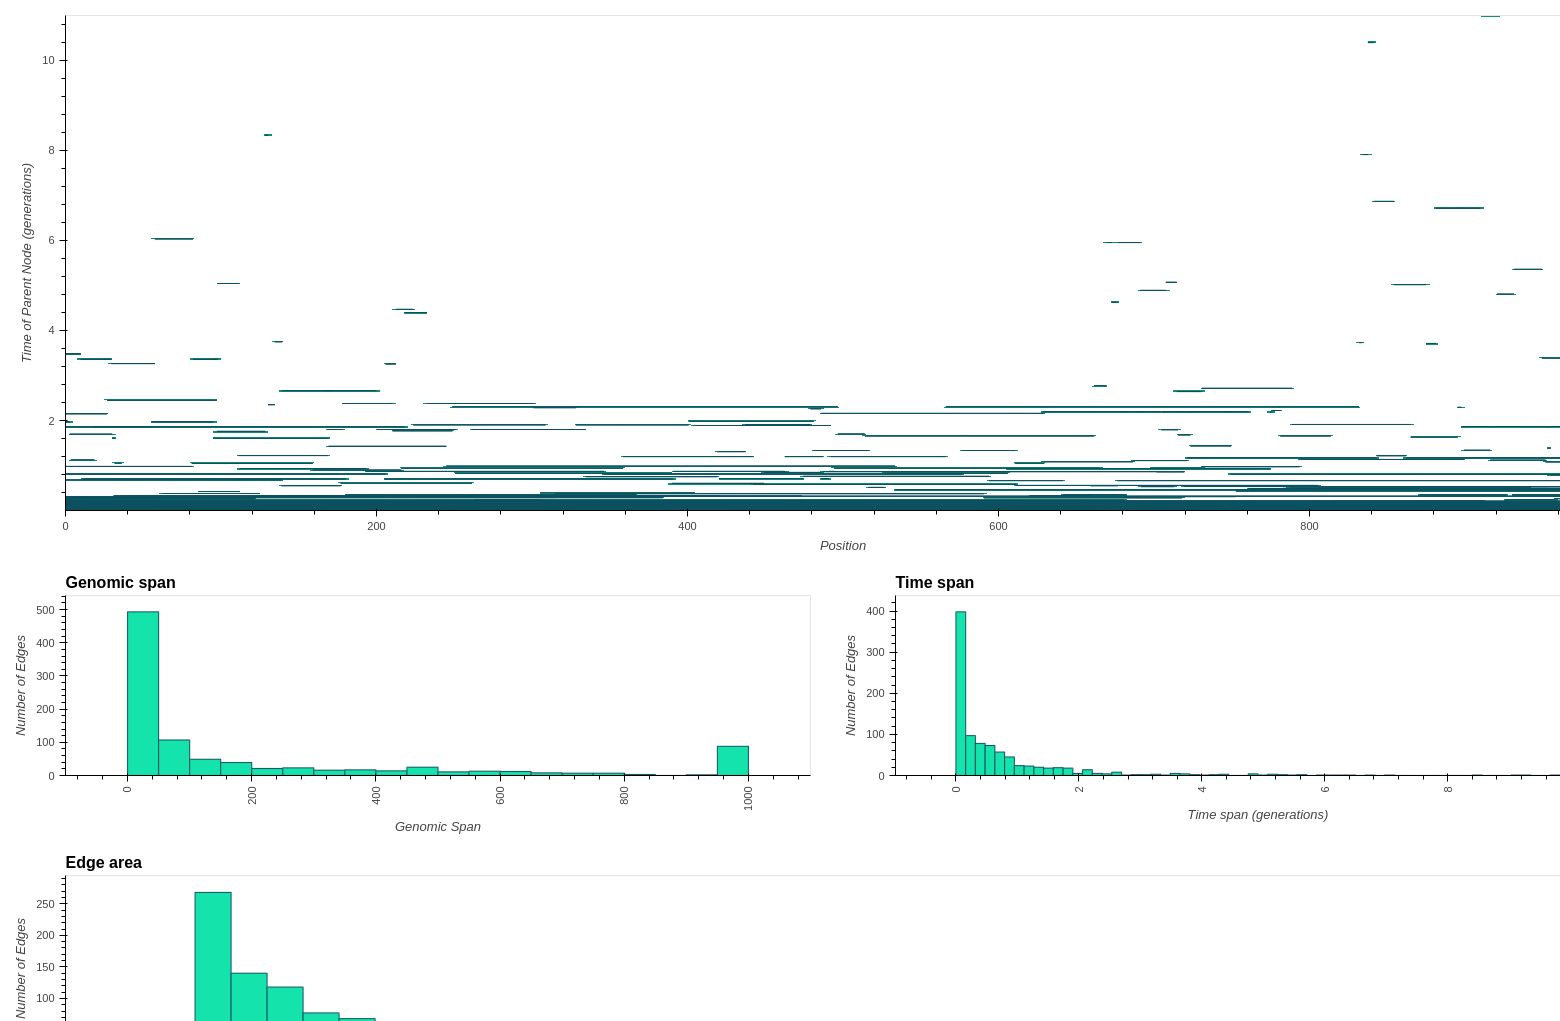 10
8
6
4
2
Time of Parent Node (generations)
0 200 400 600 800
Position
Genomic span
500
400
300
200
100
0
Number of Edges
0 200 400 600 800 1000
Genomic Span
Time span
400
300
200
100
0
Number of Edges
0 2 4 6 8
Time span (generations)
Edge area
250
200
150
100
Number of Edges